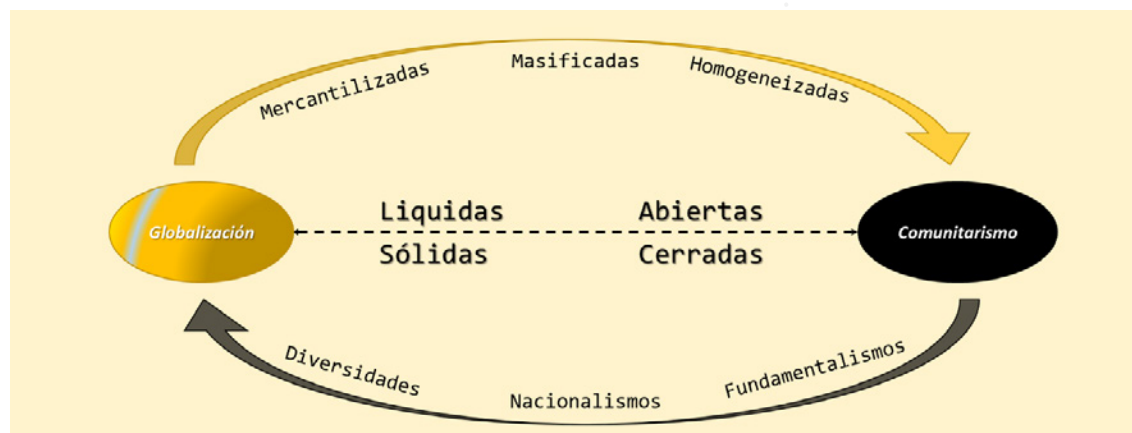 Mercantilizadas Masificadas Homogeneizadas
Liquidas Abiertas
Globalización Comunitarismo
Sólidas Cerradas
Diversidades Nacionalismos Fundamentalismos